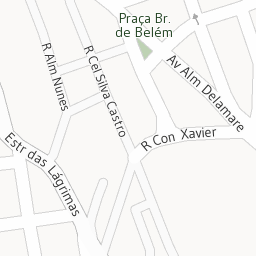 Praça Br.
de Belém
R Alm Nunes
R Cel Silva Castro
Av Alm Delamare
R Con Xavier
Estr das Lágrimas